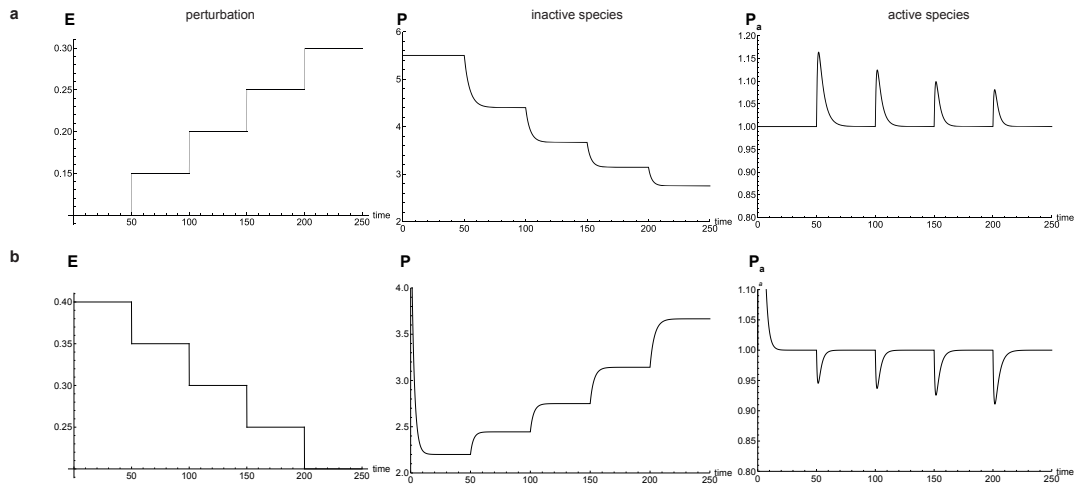 a
perturbation
inactive species
active species
E
P
Pa
0.30
0.20
0.15
50 100 150 200 250 time
6
5
4
3
2
0 50 100 150 200 250 time
1.20
1.15
1.10
1.05
1.00
0.95
0.90
0.85
0.80
0 50 100 150 200 250 time
b
E
P
Pa
a
0.40
0.35
0.30
0.25
0 50 100 150 200 250 time
4.0
3.5
3.0
2.5
2.0
0 50 100 150 200 250 time
1.10
1.05
1.00
0.95
0.90
0.85
0.80
0 50 100 150 200 250 time